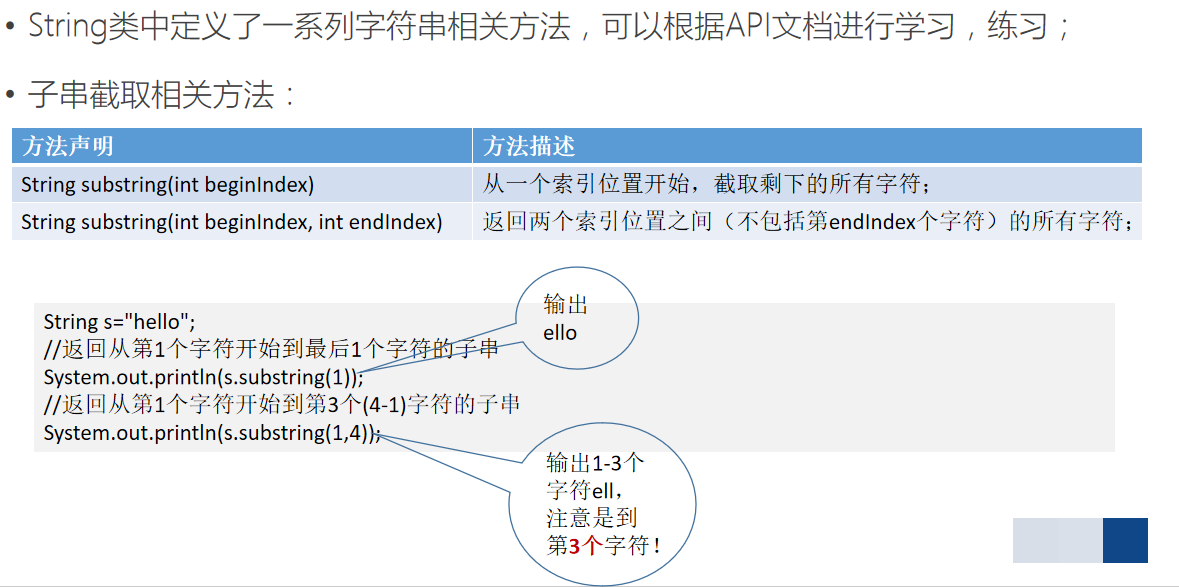 • String类中定义了一系列字符串相关方法，可以根据API文档进行学习，练习；
• 子串截取相关方法：
方法声明 方法描述
String substring(int beginIndex) 从一个索引位置开始，截取剩下的所有字符；
String substring(int beginIndex, int endIndex) 返回两个索引位置之间（不包括第endIndex个字符）的所有字符；
String s="hello";
//返回从第1个字符开始到最后1个字符的子串
System.out.println(s.substring(1));
//返回从第1个字符开始到第3个(4-1)字符的子串
System.out.println(s.substring(1,4));
输出
ello
输出1-3个
字符ell，
注意是到
第3个字符！